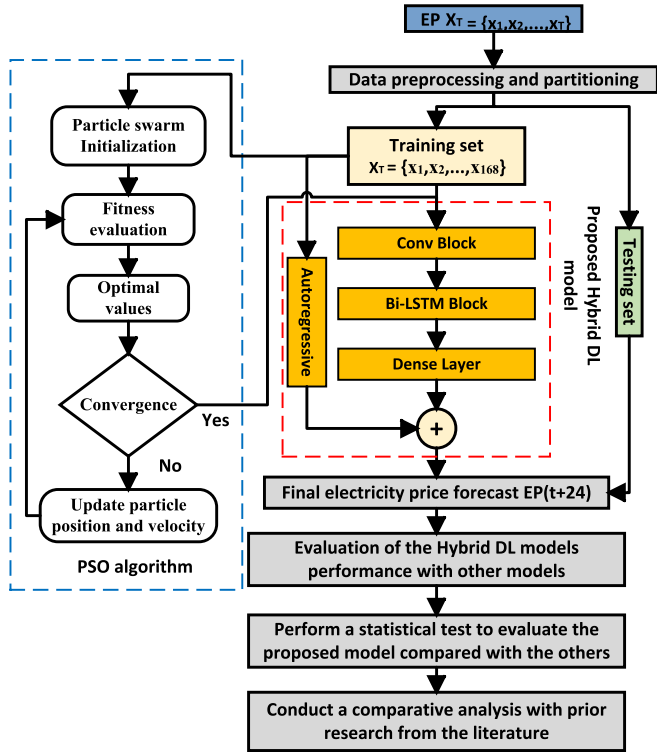 EP XT = {x1,x2,...,xT}
Data preprocessing and partitioning
Particle swarm
Initialization
Fitness
evaluation
Optimal
values
Convergence
Yes
No
Update particle
position and velocity
PSO algorithm
Training set
XT = {x1,x2,...,x168}
Autoregressive
Conv Block
Bi-LSTM Block
Dense Layer
+
Proposed Hybrid DL
model
Testing set
Final electricity price forecast EP(t+24)
Evaluation of the Hybrid DL models
performance with other models
Perform a statistical test to evaluate the
proposed model compared with the others
Conduct a comparative analysis with prior
research from the literature